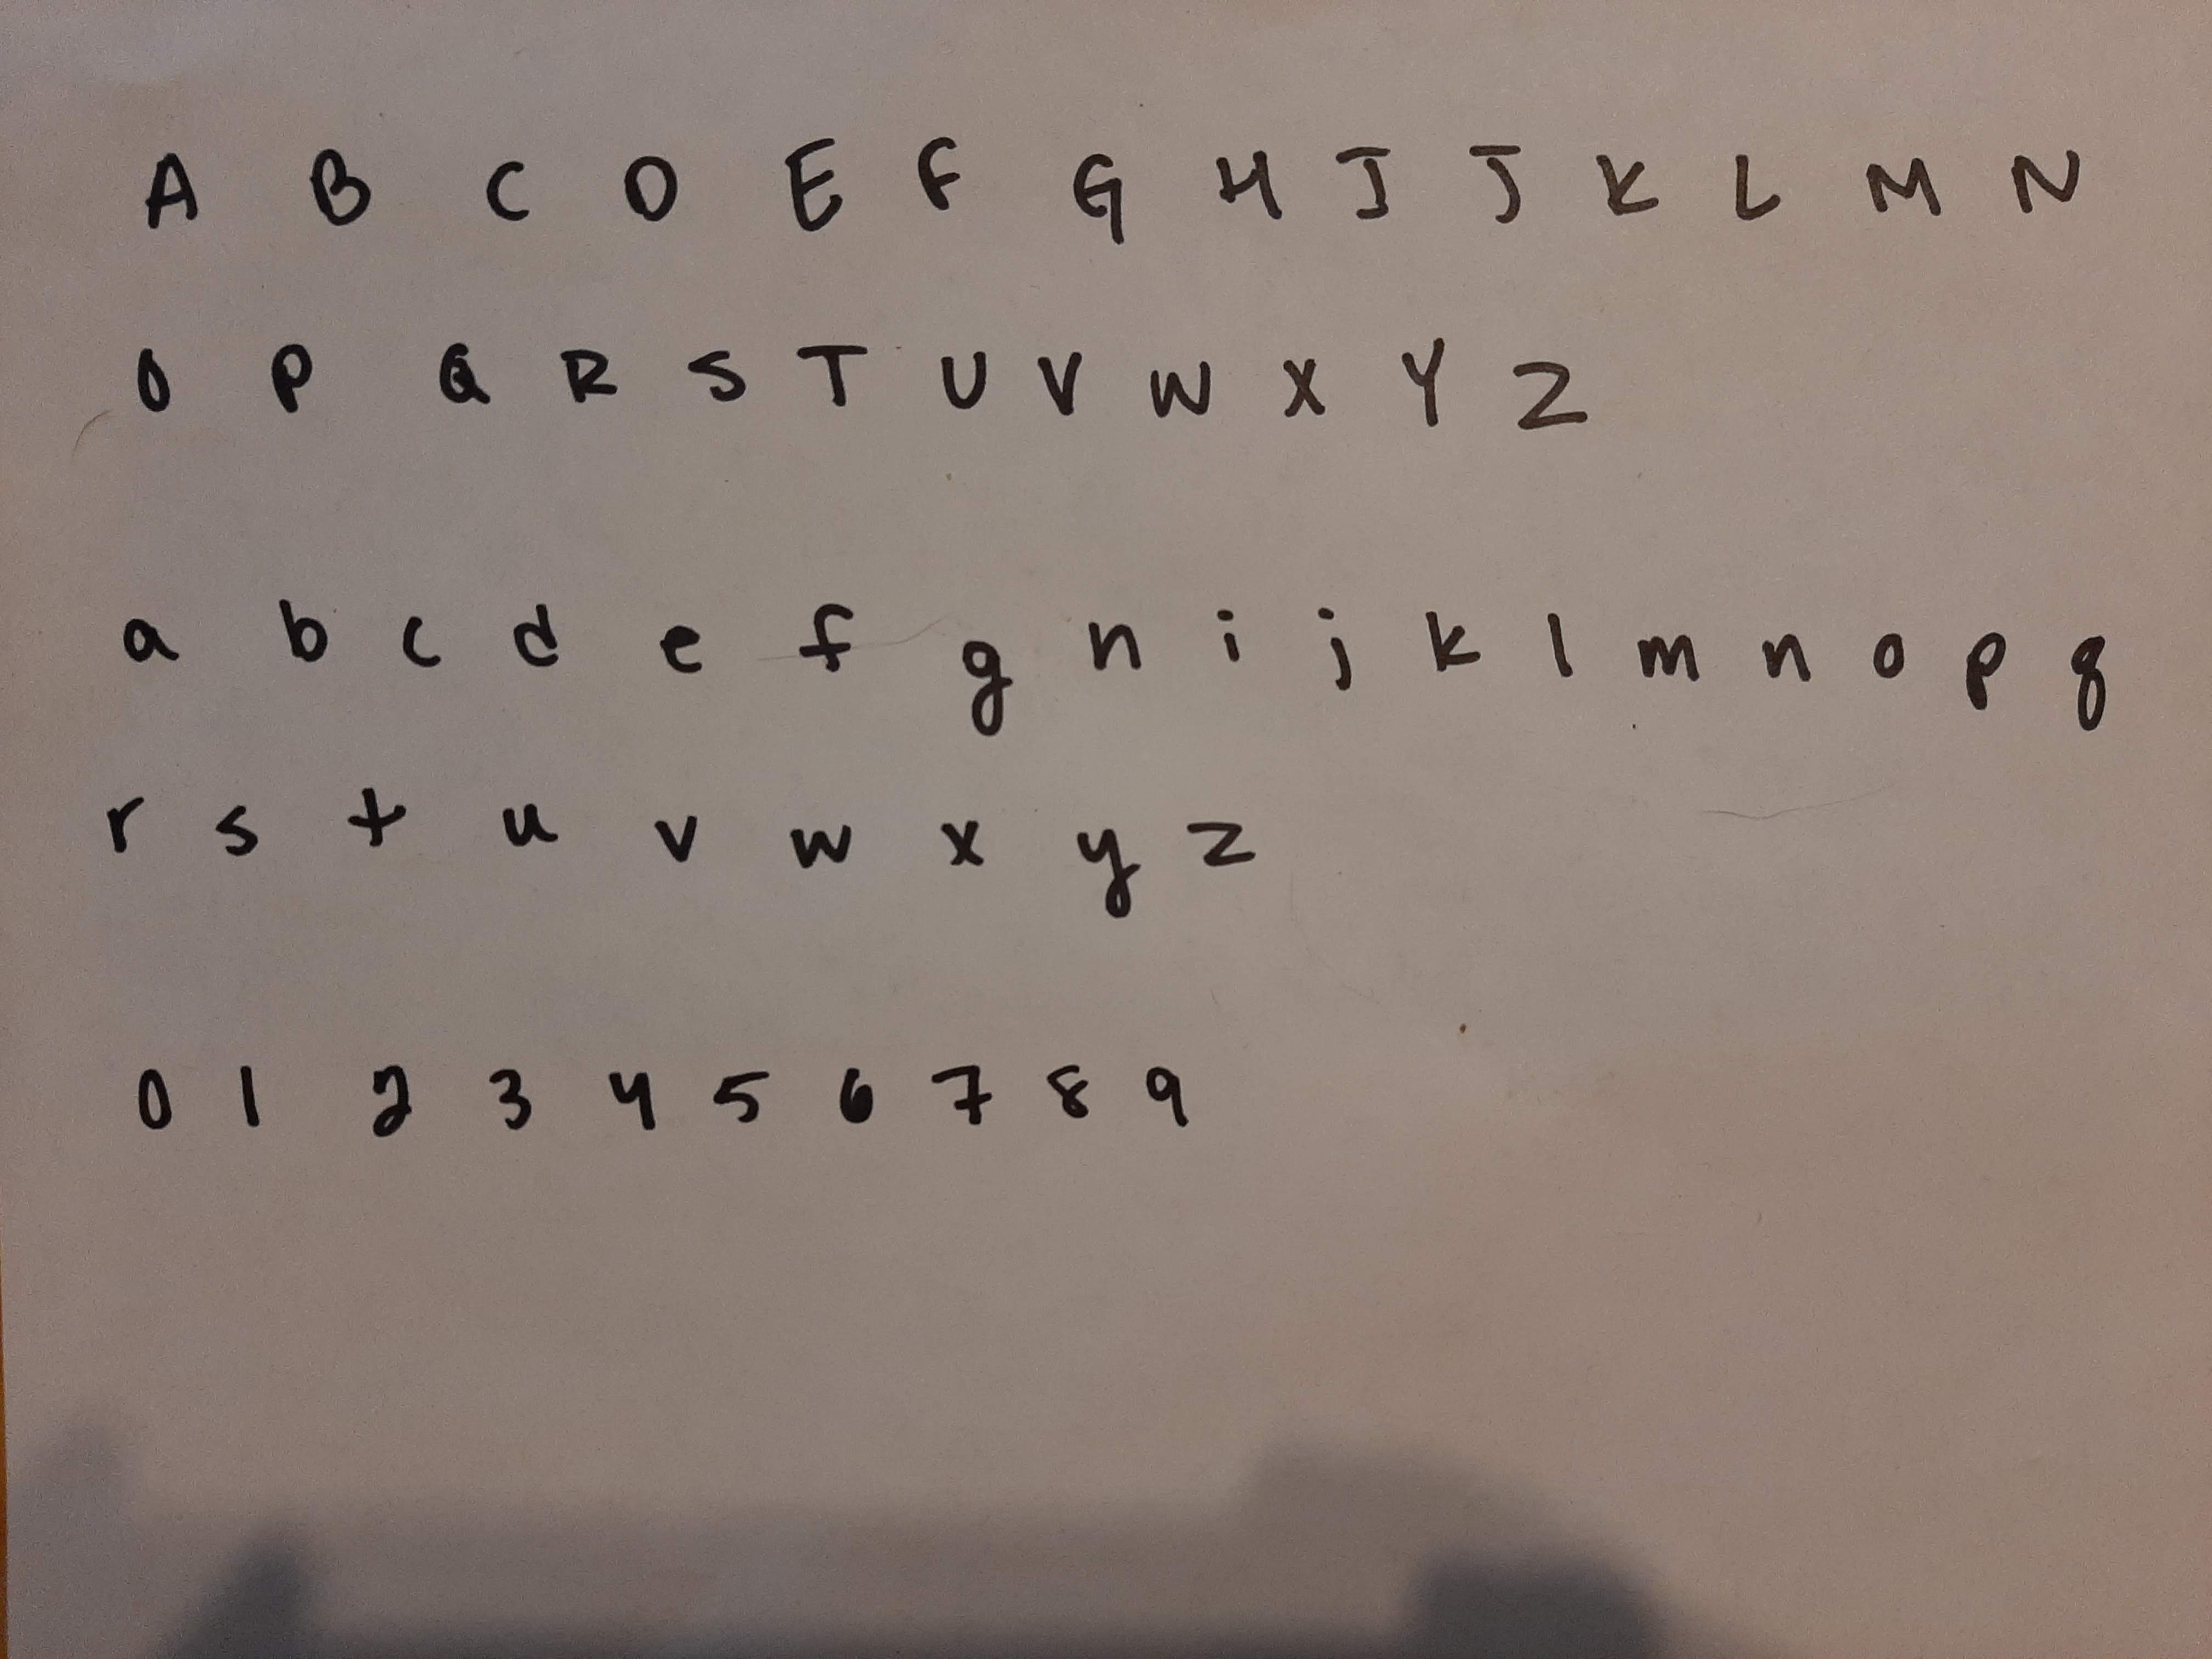 A B C D E F G H I J K L M N
O P Q R S T U V W X Y Z
a b c d e f g h i j k l m n o p q
r s t u v w x y z
0 1 2 3 4 5 6 7 8 9